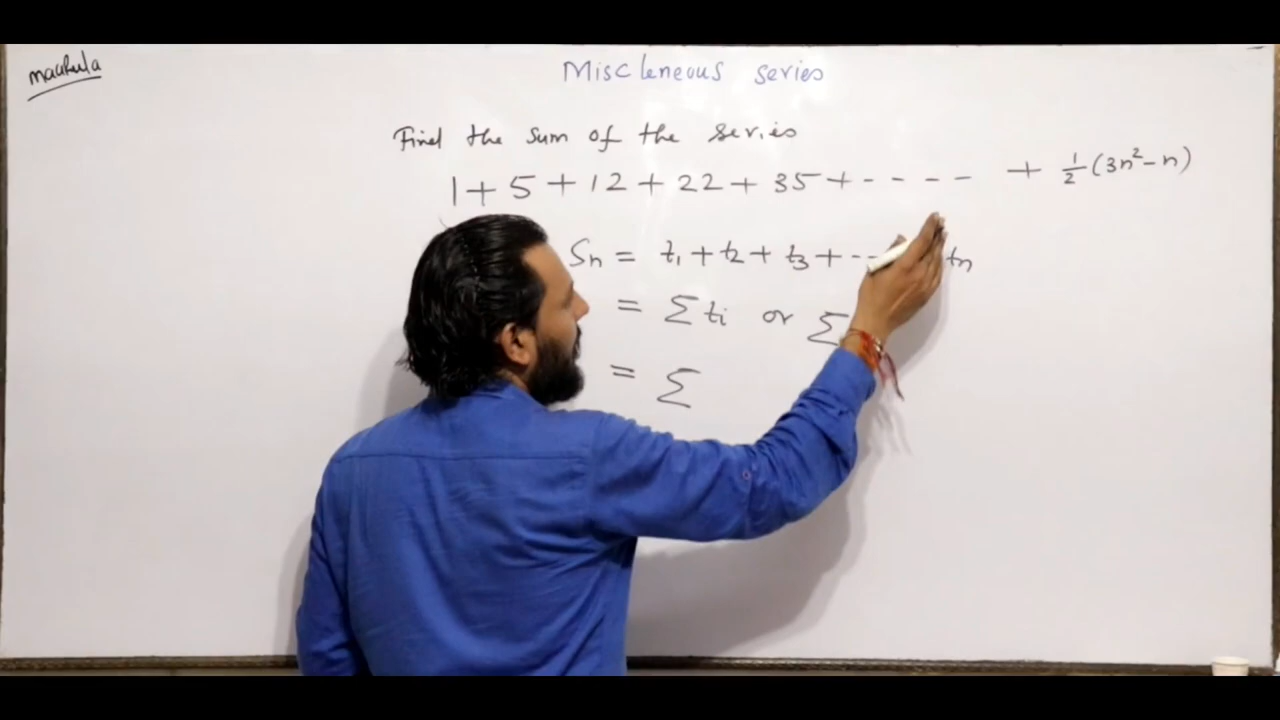 maahula
Miscleneous series
Find the sum of the series
1 + 5 + 12 + 22 + 35 + - - - - + 1/2 (3n² - n)
Sn = t₁ + t₂ + t₃ + -- tn
= Σ ti or Σ
= Σ